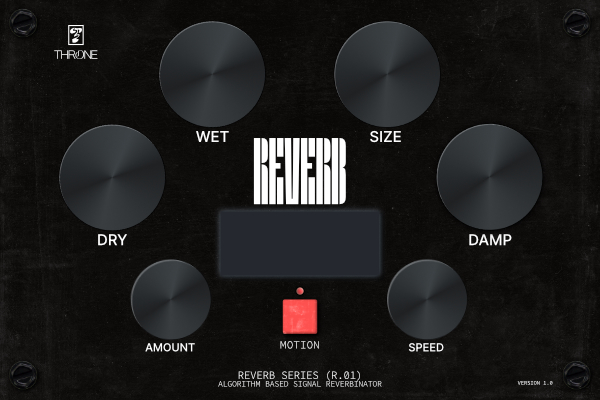 THRONE
WET
SIZE
REVERB
DRY
DAMP
AMOUNT
MOTION
SPEED
REVERB SERIES (R.01)
ALGORITHM BASED SIGNAL REVERBINATOR
VERSION 1.0